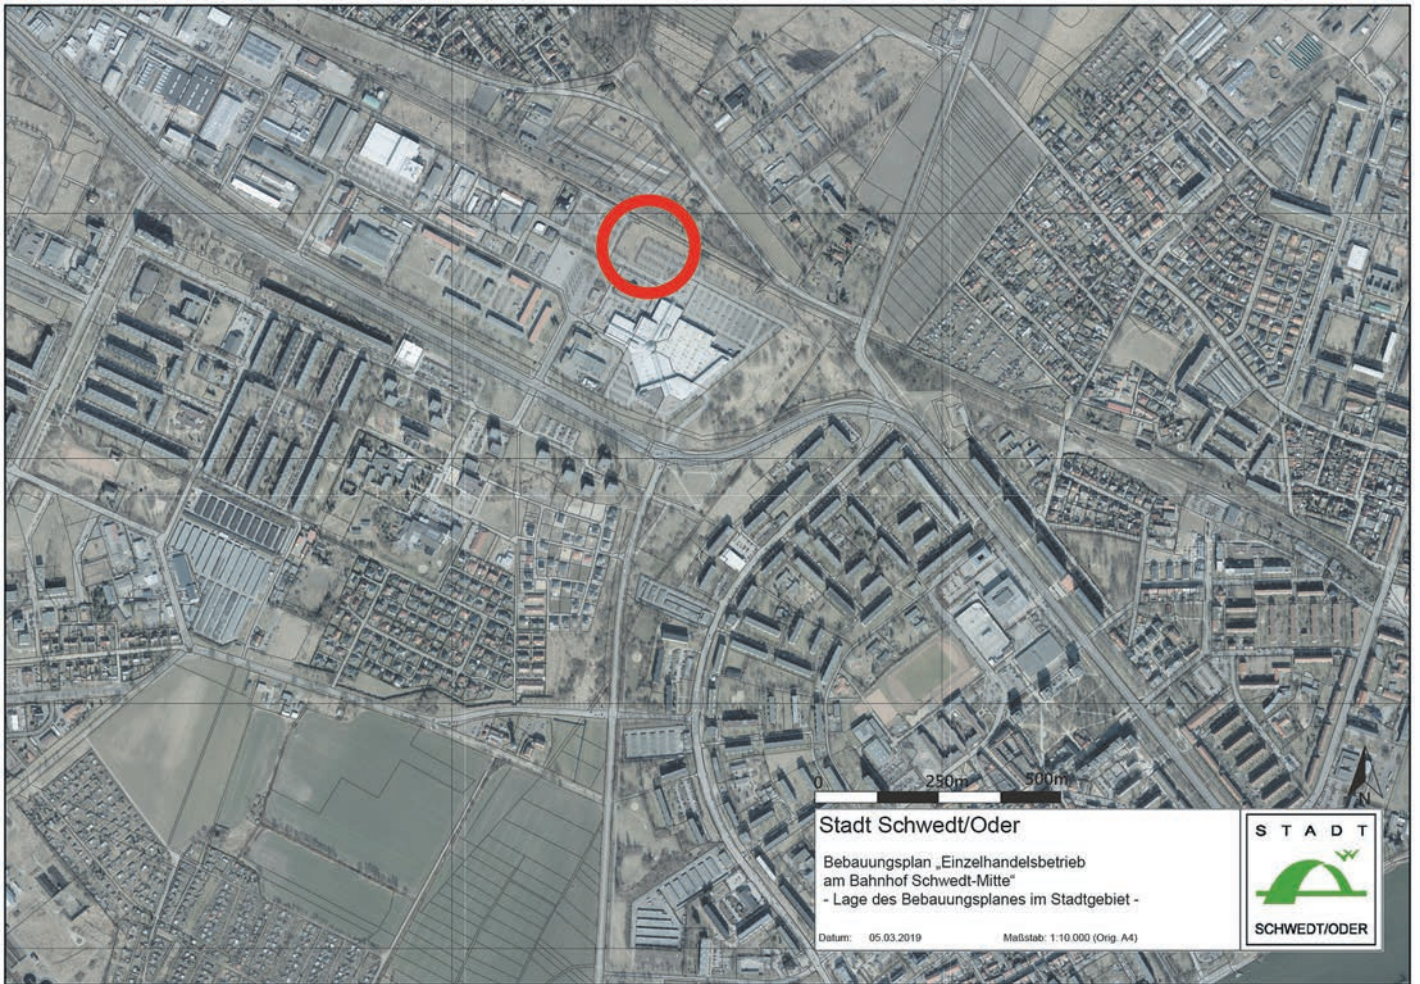 0 250m 500m
N
Stadt Schwedt/Oder
Bebauungsplan „Einzelhandelsbetrieb
am Bahnhof Schwedt-Mitte“
- Lage des Bebauungsplanes im Stadtgebiet -
Datum: 05.03.2019 Maßstab: 1:10.000 (Orig. A4)
STADT
SCHWEDT/ODER